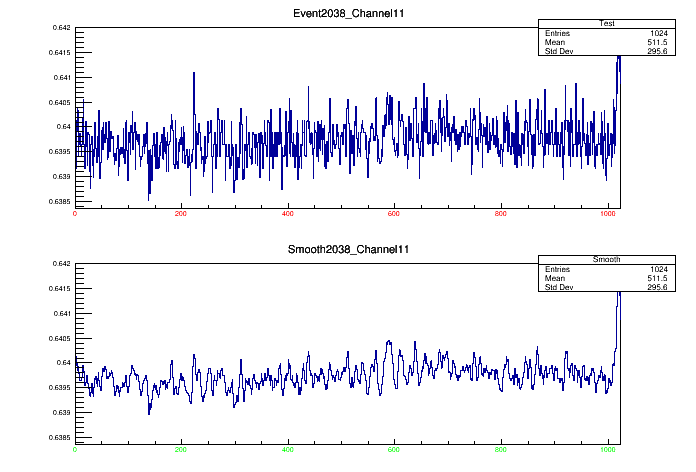 Event2038_Channel11
Test
Entries 1024
Mean 511.5
Std Dev 295.6
0.642
0.6415
0.641
0.6405
0.64
0.6395
0.639
0.6385
0 200 400 600 800 1000
Smooth2038_Channel11
Smooth
Entries 1024
Mean 511.5
Std Dev 295.6
0.642
0.6415
0.641
0.6405
0.64
0.6395
0.639
0.6385
0 200 400 600 800 1000